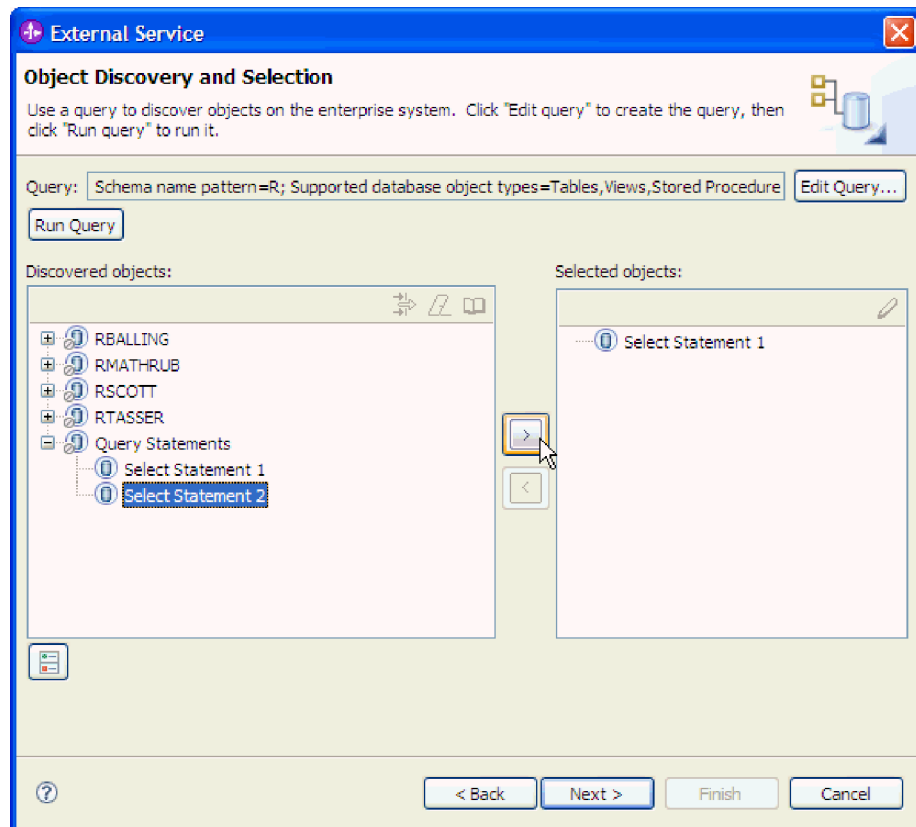 External Service
Object Discovery and Selection
Use a query to discover objects on the enterprise system. Click "Edit query" to create the query, then
click "Run query" to run it.
Query: Schema name pattern=R; Supported database object types=Tables,Views,Stored Procedure Edit Query...
Run Query
Discovered objects:
Selected objects:
RBALLING
RMATHRUB
RSCOTT
RTASSER
Query Statements
Select Statement 1
Select Statement 2
>
<
Select Statement 1
? < Back Next > Finish Cancel